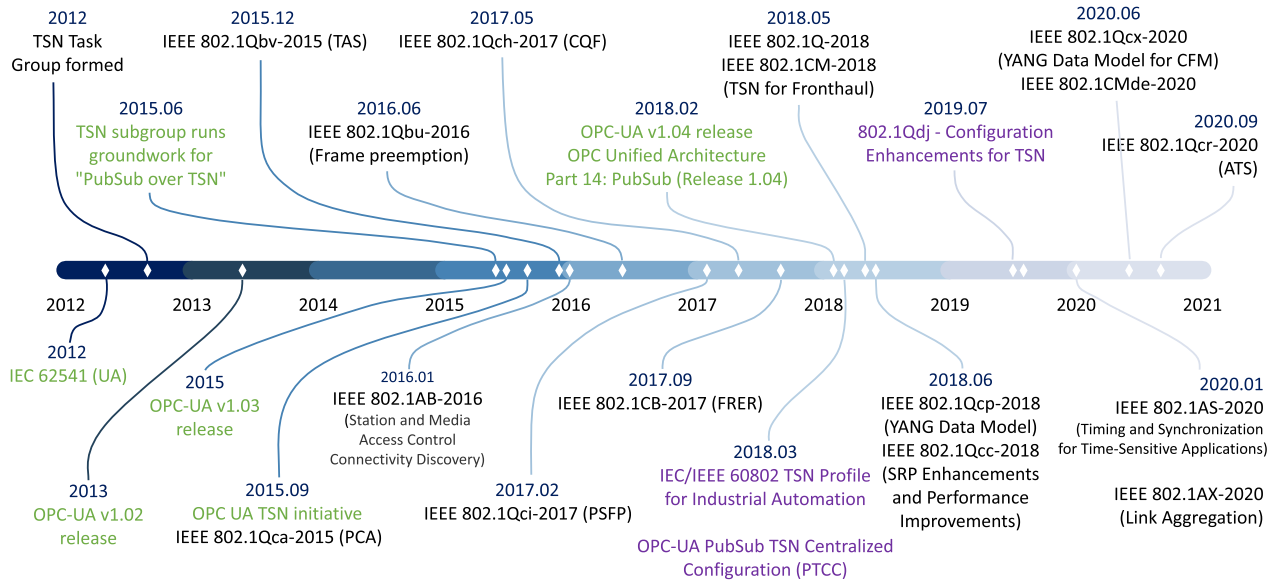 2012
TSN Task
Group formed
2015.12
IEEE 802.1Qbv-2015 (TAS)
2017.05
IEEE 802.1Qch-2017 (CQF)
2018.05
IEEE 802.1Q-2018
IEEE 802.1CM-2018
(TSN for Fronthaul)
2020.06
IEEE 802.1Qcx-2020
(YANG Data Model for CFM)
IEEE 802.1CMde-2020
2015.06
TSN subgroup runs
groundwork for
"PubSub over TSN"
2016.06
IEEE 802.1Qbu-2016
(Frame preemption)
2018.02
OPC-UA v1.04 release
OPC Unified Architecture
Part 14: PubSub (Release 1.04)
2019.07
802.1Qdj - Configuration
Enhancements for TSN
2020.09
IEEE 802.1Qcr-2020
(ATS)
2012
2013
2014
2015
2016
2017
2018
2019
2020
2021
2012
IEC 62541 (UA)
2013
OPC-UA v1.02
release
2015
OPC-UA v1.03
release
2015.09
OPC UA TSN initiative
IEEE 802.1Qca-2015 (PCA)
2016.01
IEEE 802.1AB-2016
(Station and Media
Access Control
Connectivity Discovery)
2017.02
IEEE 802.1Qci-2017 (PSFP)
2017.09
IEEE 802.1CB-2017 (FRER)
2018.03
IEC/IEEE 60802 TSN Profile
for Industrial Automation
OPC-UA PubSub TSN Centralized
Configuration (PTCC)
2018.06
IEEE 802.1Qcp-2018
(YANG Data Model)
IEEE 802.1Qcc-2018
(SRP Enhancements
and Performance
Improvements)
2020.01
IEEE 802.1AS-2020
(Timing and Synchronization
for Time-Sensitive Applications)
IEEE 802.1AX-2020
(Link Aggregation)